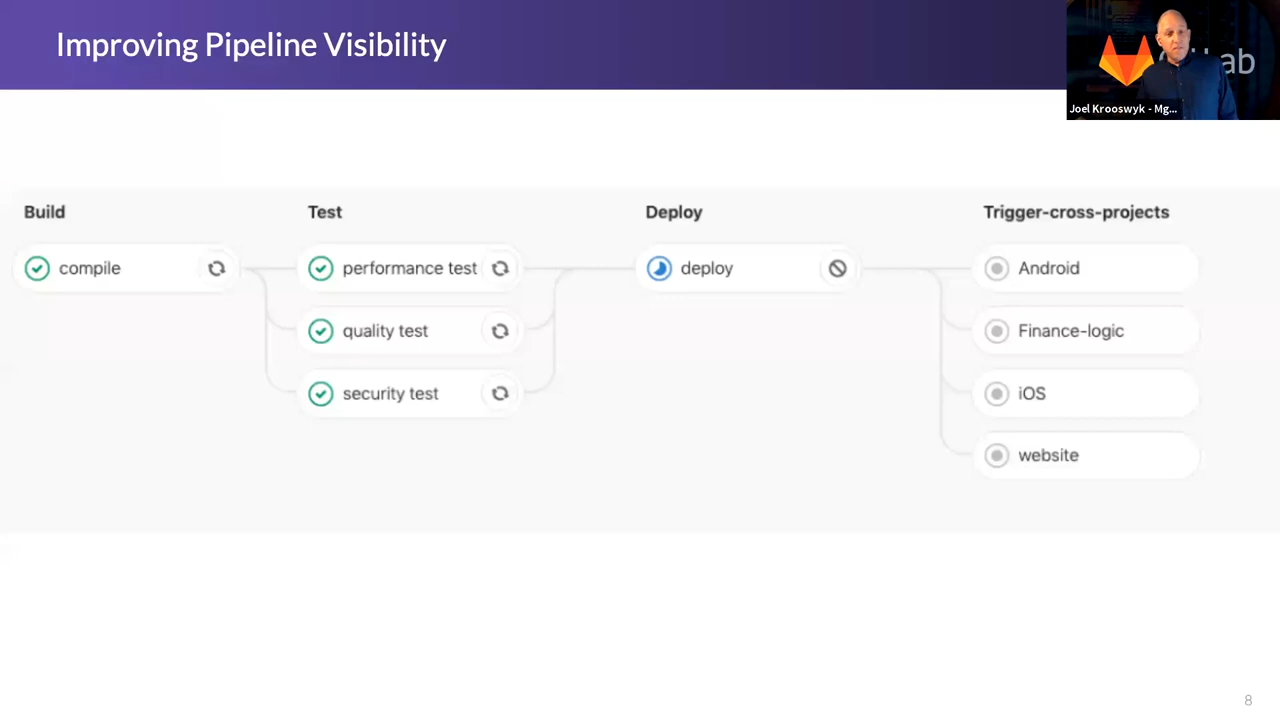 Improving Pipeline Visibility
ab
Joel Krooswyk - Mg...
Build
Test
Deploy
Trigger-cross-projects
compile
performance test
deploy
Android
quality test
Finance-logic
security test
iOS
website
8